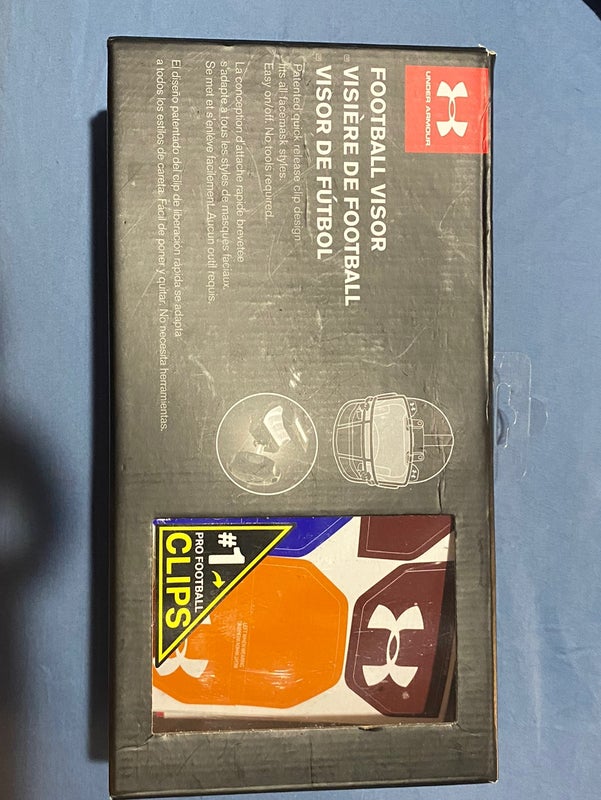 UNDER ARMOUR
FOOTBALL VISOR
VISIÈRE DE FOOTBALL
VISOR DE FÚTBOL
Patented quick release clip design
fits all facemask styles.
Easy on/off. No tools required.
La conception d'attache rapide brevetée
s'adapte à tous les styles de masques faciaux.
Se met et s'enlève facilement. Aucun outil requis.
El diseño patentado del clip de liberación rápida se adapta
a todos los estilos de careta. Fácil de poner y quitar. No necesita herramientas.
#1
PRO FOOTBALL
CLIPS